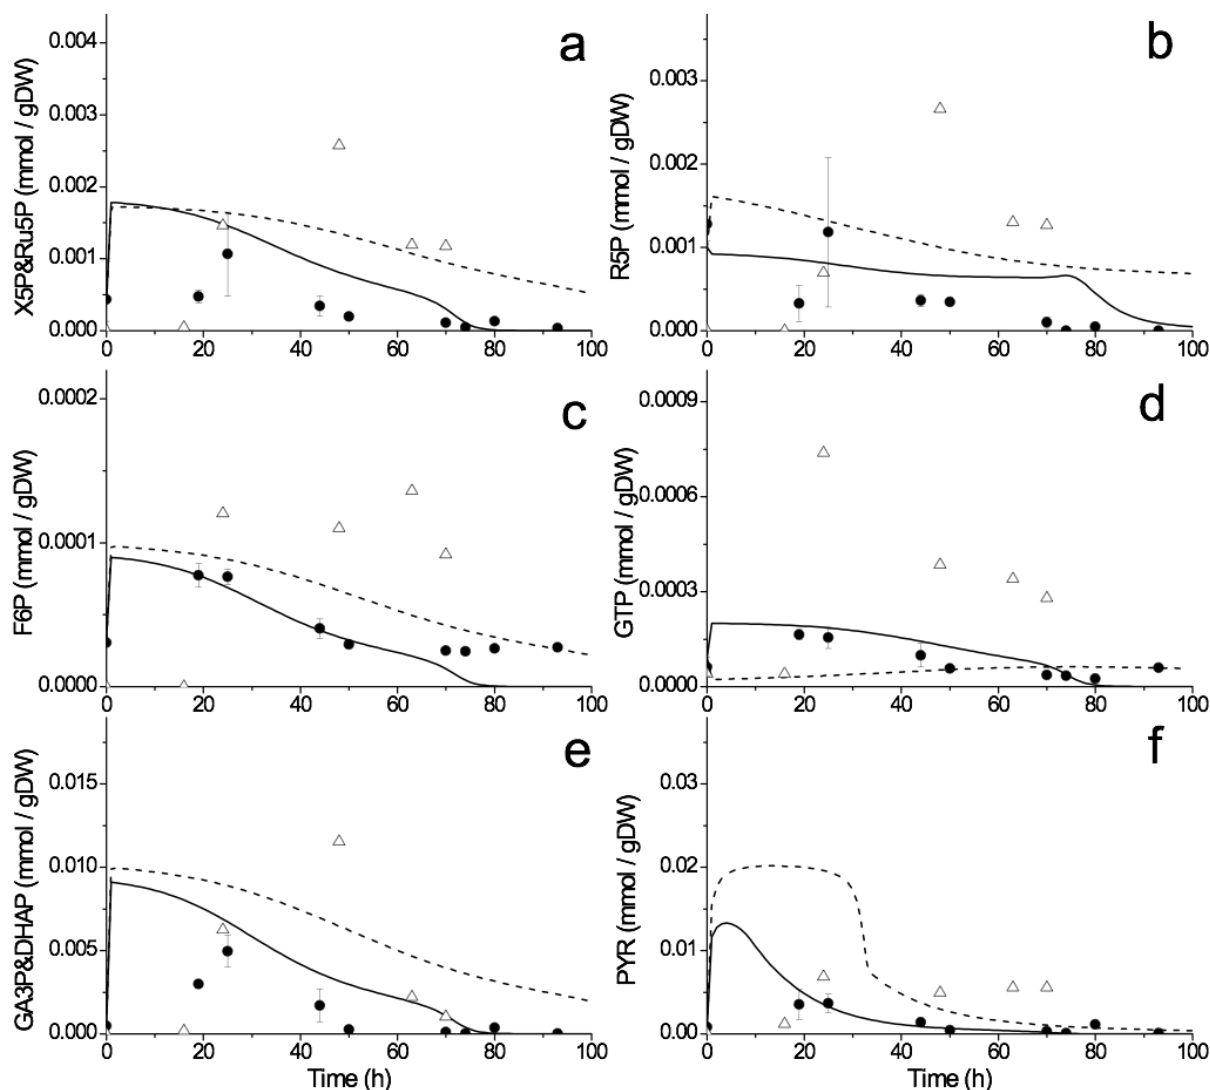 a
X5P&Ru5P (mmol / gDW)
0.004
0.003
0.002
0.001
0.000
0 20 40 60 80 100
b
R5P (mmol / gDW)
0.003
0.002
0.001
0.000
0 20 40 60 80 100
c
F6P (mmol / gDW)
0.0002
0.0001
0.0000
0 20 40 60 80 100
d
GTP (mmol / gDW)
0.0009
0.0006
0.0003
0.0000
0 20 40 60 80 100
e
GA3P&DHAP (mmol / gDW)
0.015
0.010
0.005
0.000
0 20 40 60 80 100
Time (h)
f
PYR (mmol / gDW)
0.03
0.02
0.01
0.00
0 20 40 60 80 100
Time (h)